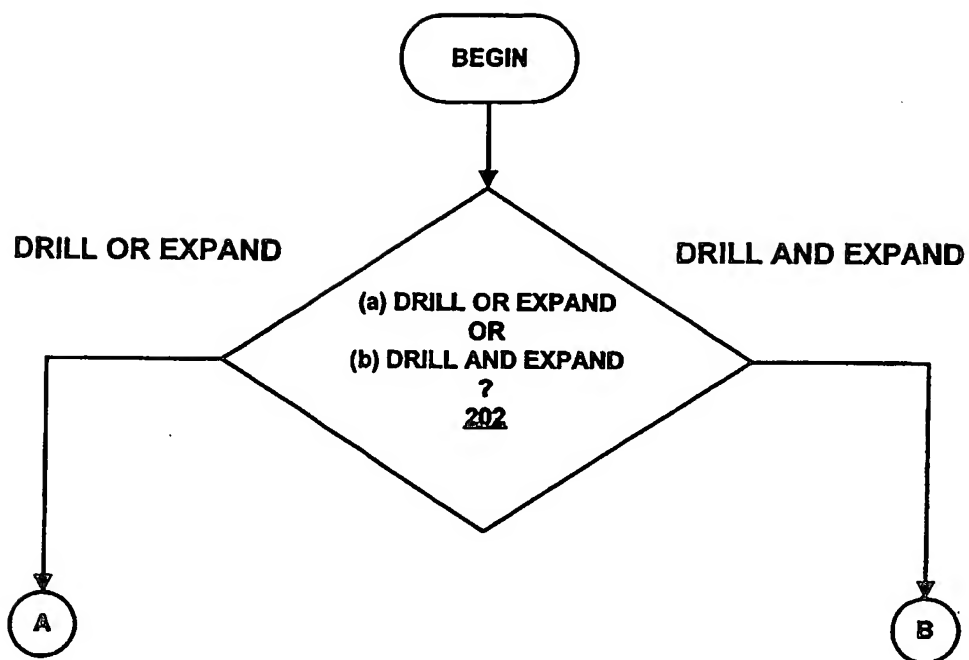 BEGIN
DRILL OR EXPAND
DRILL AND EXPAND
(a) DRILL OR EXPAND
OR
(b) DRILL AND EXPAND
?
202
A
B